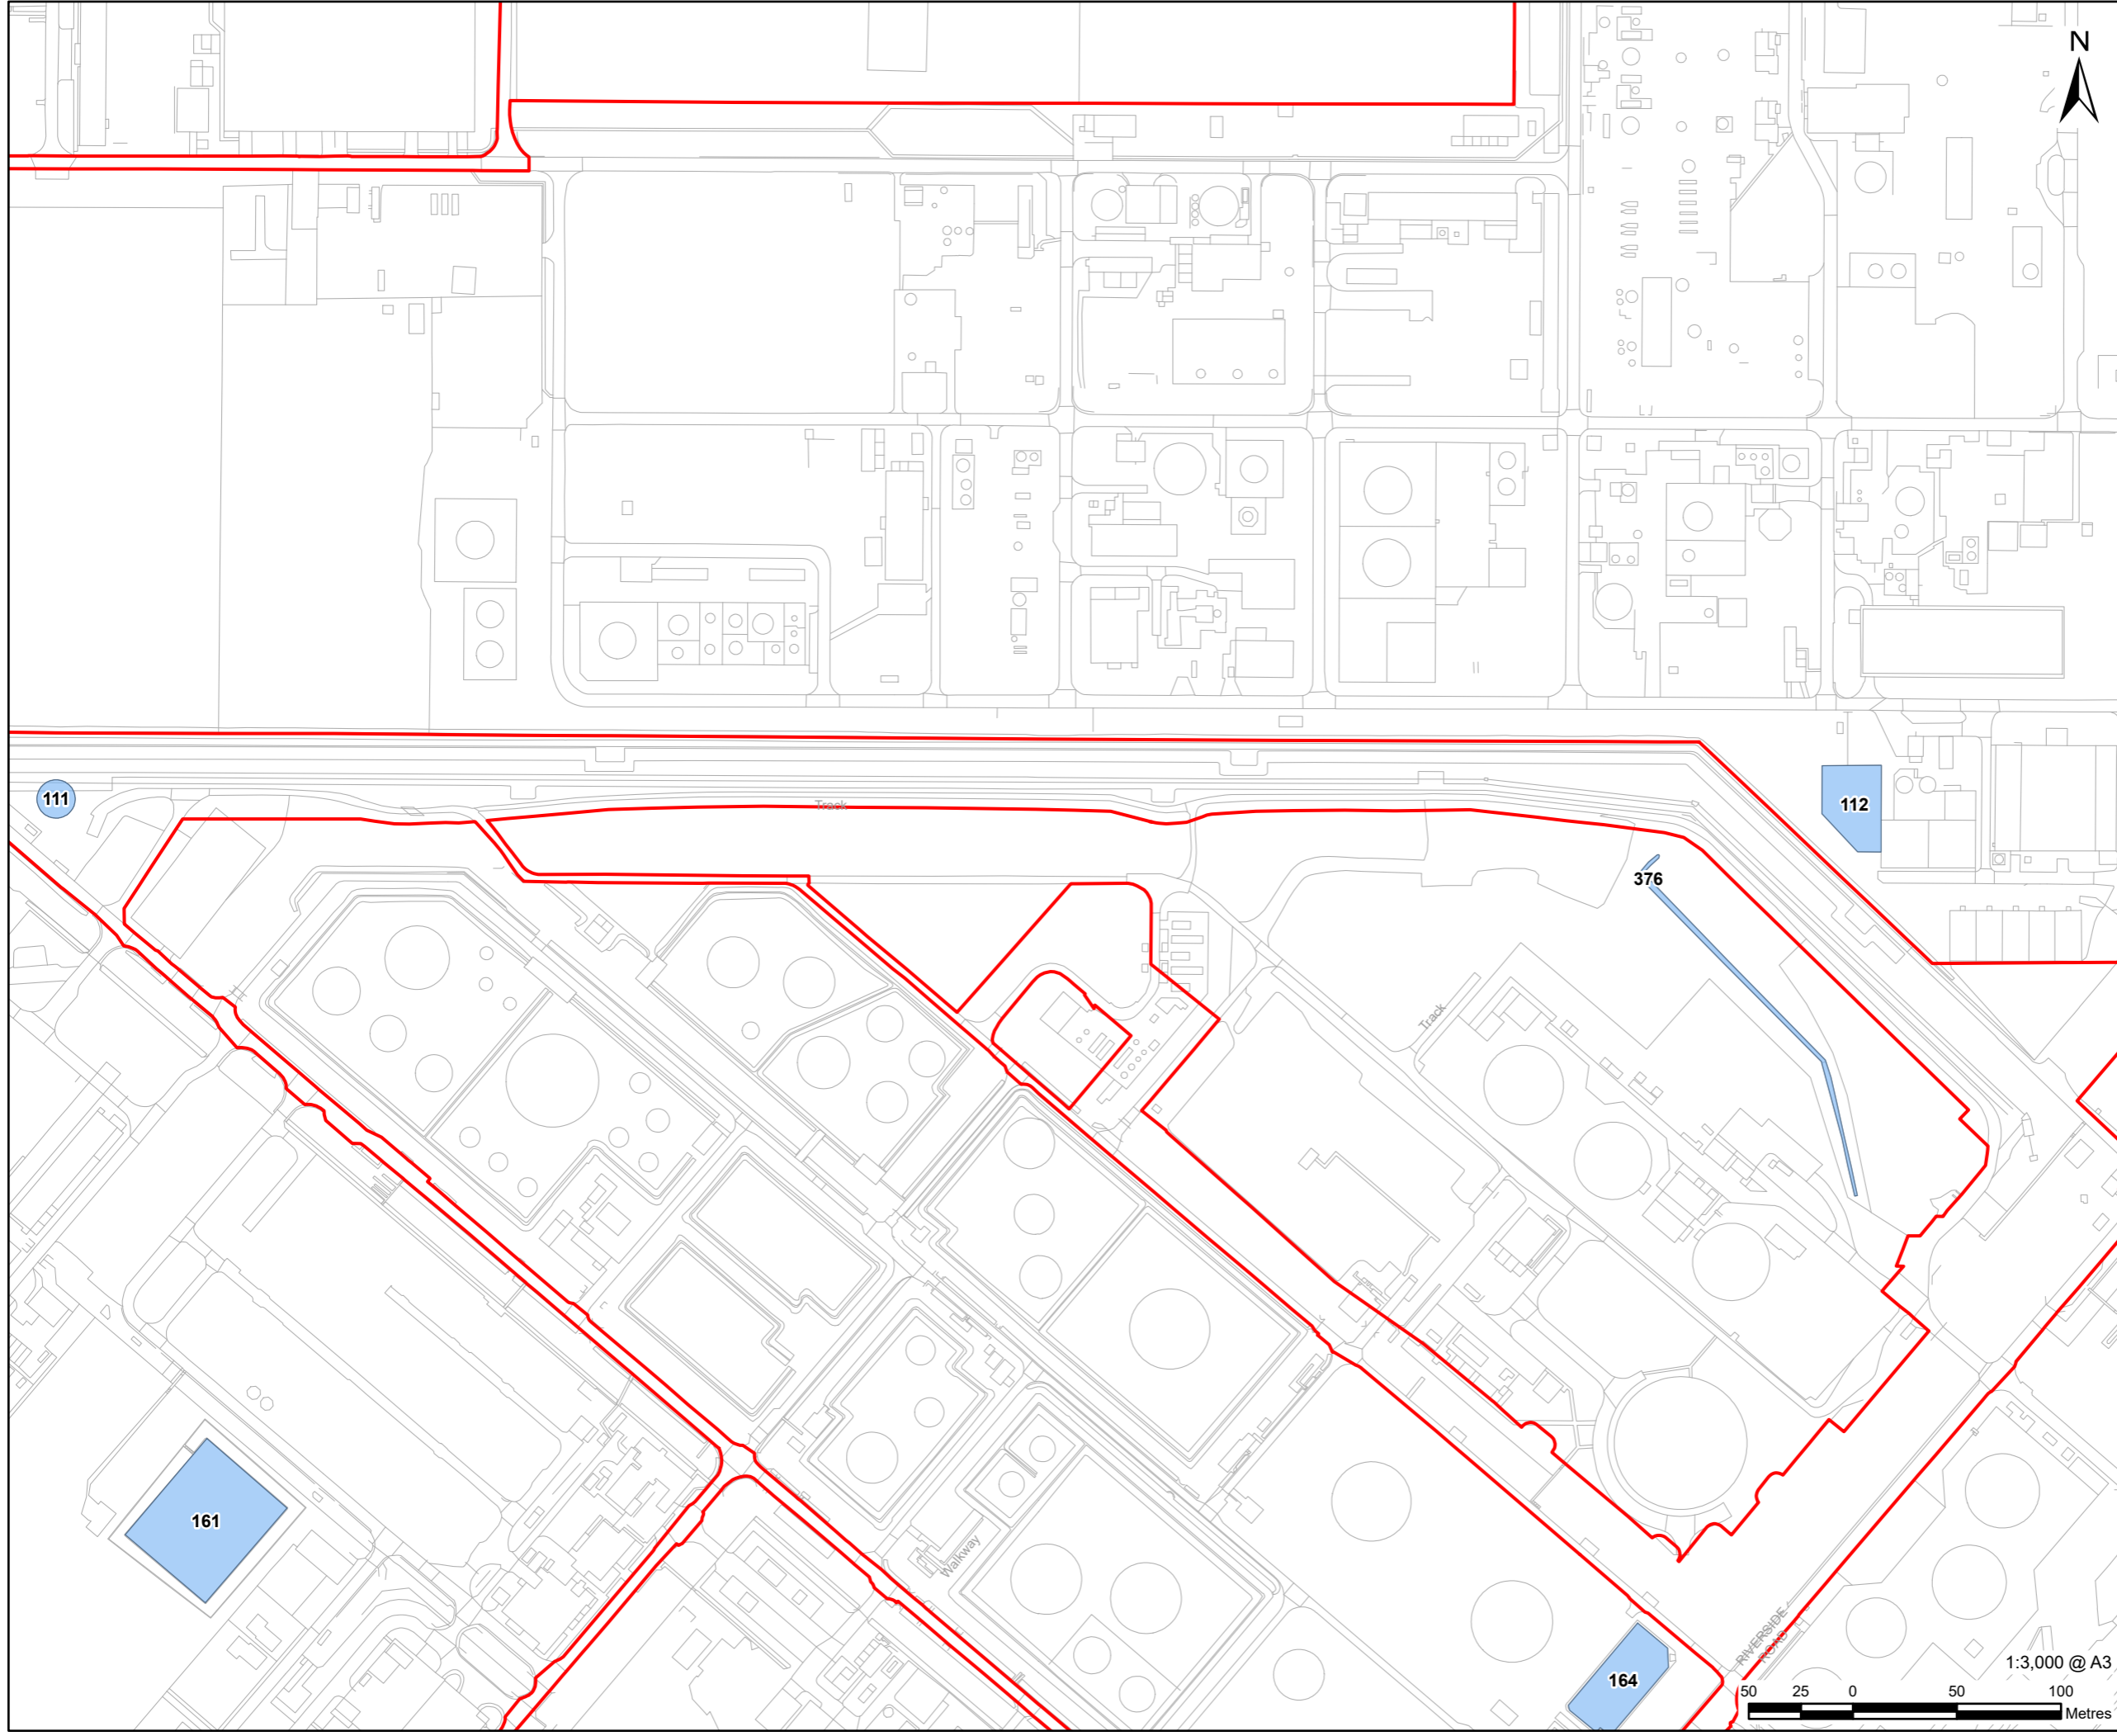 N
111
Track
112
376
Track
161
Walkway
164
RIVERSIDE
ROAD
1:3,000 @ A3
50 25 0 50 100
Metres